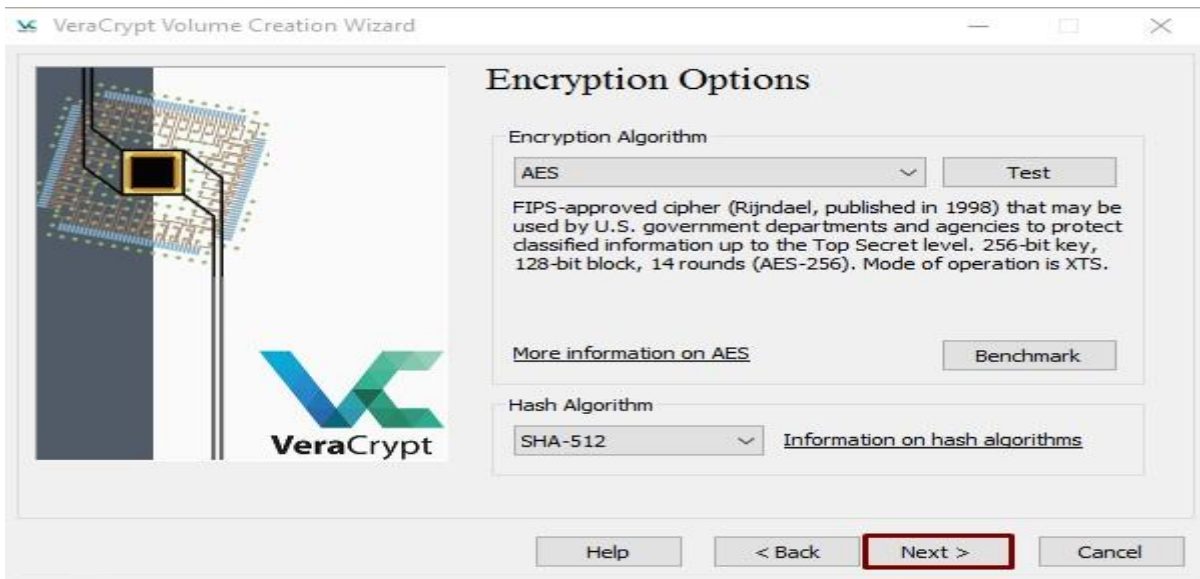 VeraCrypt Volume Creation Wizard
Encryption Options
Encryption Algorithm
AES
Test
FIPS-approved cipher (Rijndael, published in 1998) that may be
used by U.S. government departments and agencies to protect
classified information up to the Top Secret level. 256-bit key,
128-bit block, 14 rounds (AES-256). Mode of operation is XTS.
More information on AES
Benchmark
Hash Algorithm
SHA-512
Information on hash algorithms
VeraCrypt
Help
< Back
Next >
Cancel